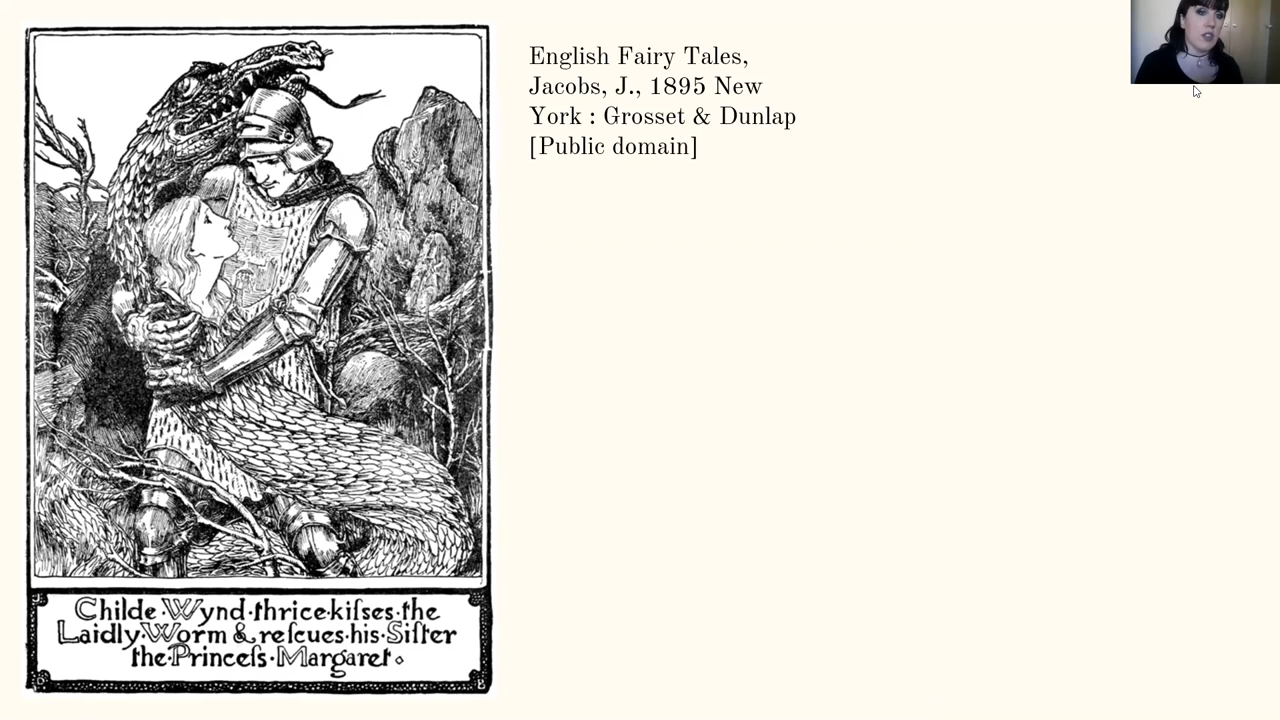 English Fairy Tales,
Jacobs, J., 1895 New
York : Grosset & Dunlap
[Public domain]
Childe·Wynd·thrice·kiſses·the
Laidly·Worm & reſcues·his·Siſter
the·Princeſs·Margaret⋄